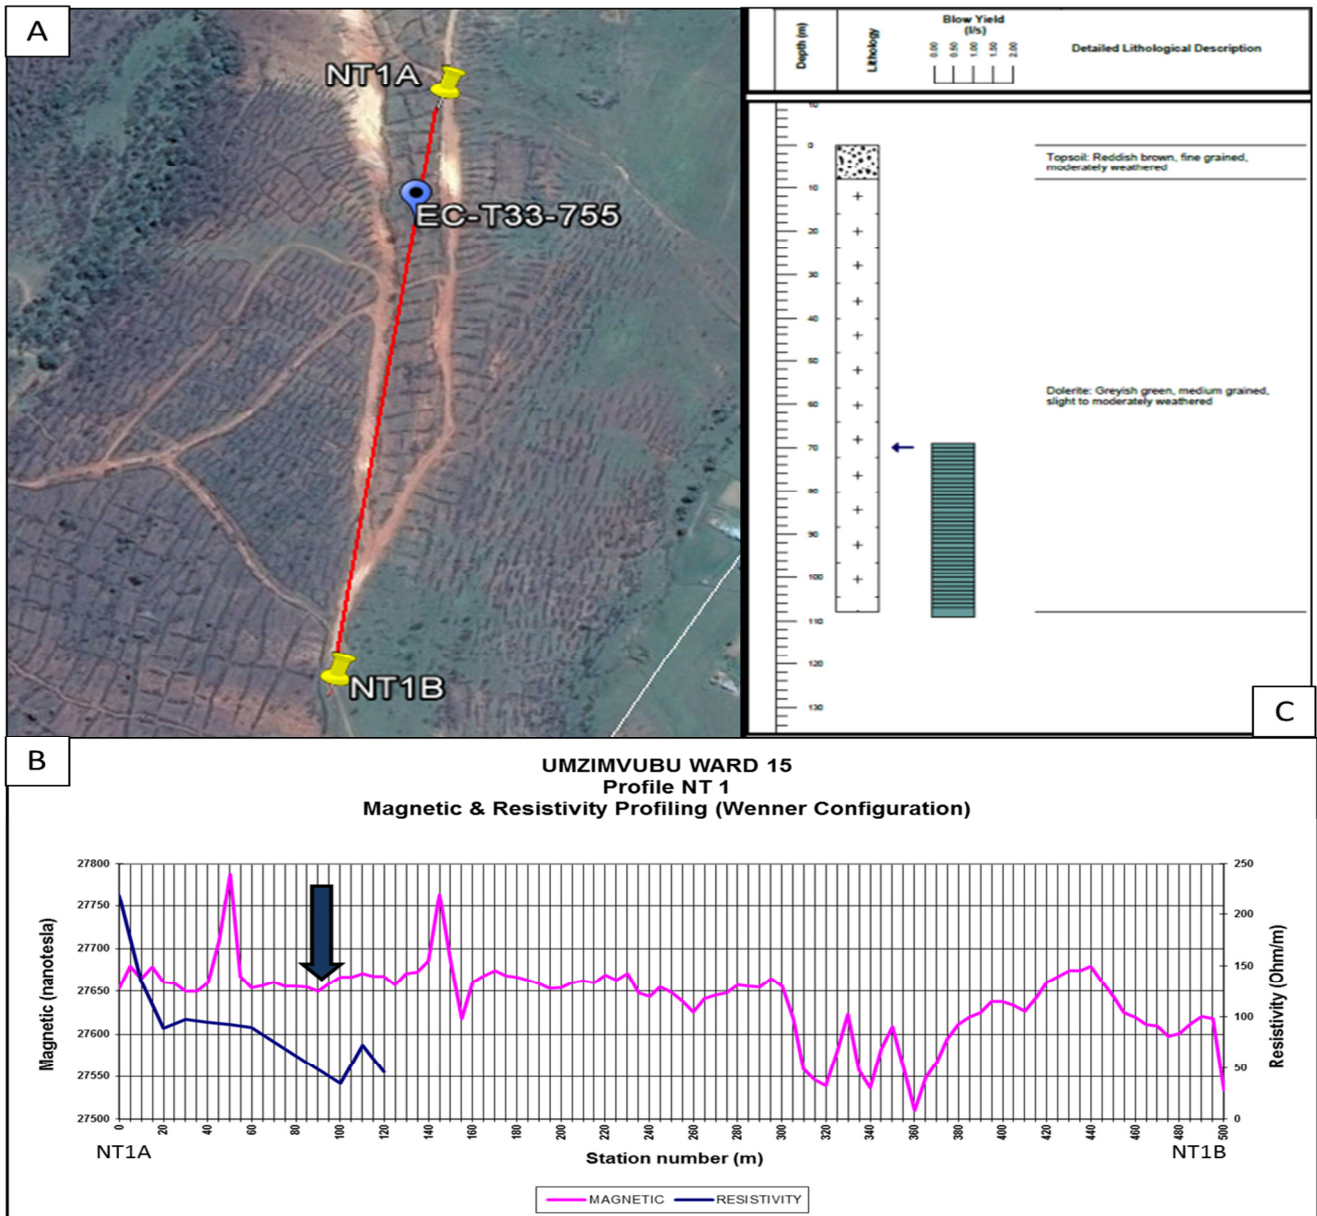 A
NT1A
EC-T33-755
NT1B
Depth (m)
Lithology
Blow Yield
(l/s)
0.00
0.50
1.00
1.50
2.00
Detailed Lithological Description
10
0
10
20
30
40
50
60
70
80
90
100
110
120
130
Topsoil: Reddish brown, fine grained,
moderately weathered
Dolerite: Greyish green, medium grained,
slight to moderately weathered
C
B
UMZIMVUBU WARD 15
Profile NT 1
Magnetic & Resistivity Profiling (Wenner Configuration)
Magnetic (nanotesla)
27800
27750
27700
27650
27600
27550
27500
250
200
150
100
50
0
Resistivity (Ohm/m)
0 20 40 60 80 100 120 140 160 180 200 220 240 260 280 300 320 340 360 380 400 420 440 460 480 500
NT1A
NT1B
Station number (m)
MAGNETIC RESISTIVITY